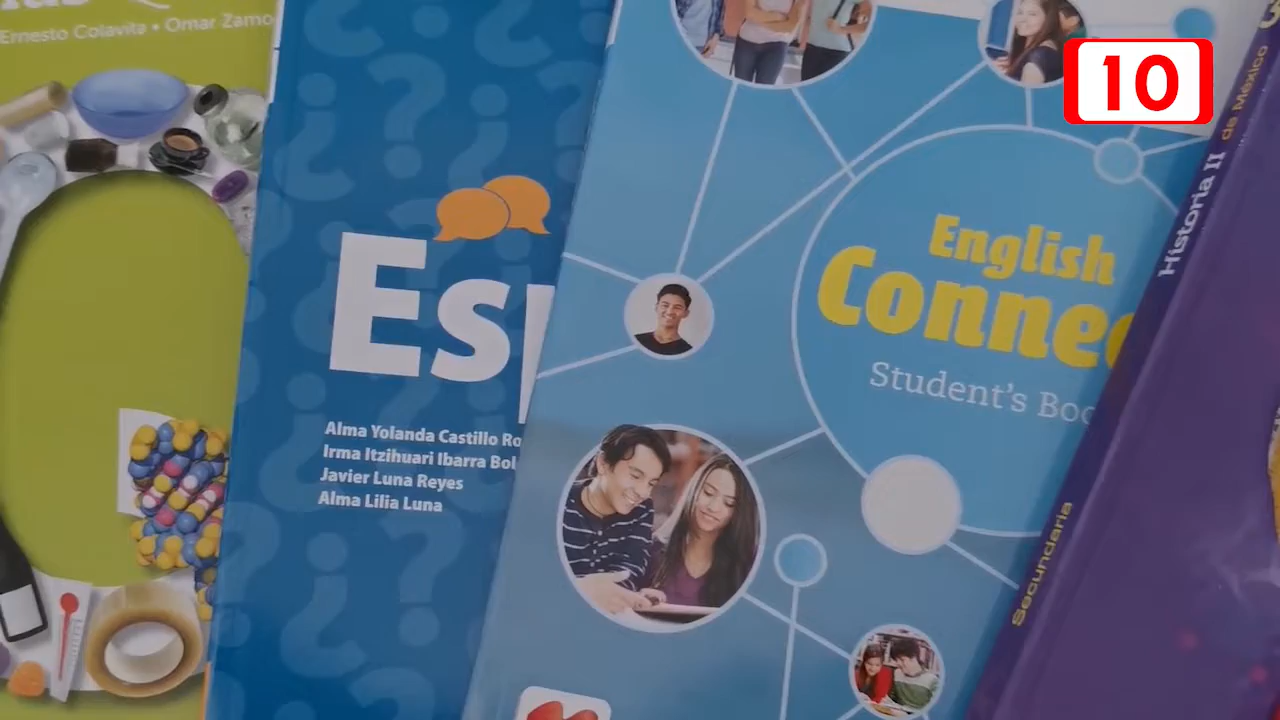 Ernesto Colavita • Omar Zamo
Esp
Alma Yolanda Castillo Ro
Irma Itzihuari Ibarra Bol
Javier Luna Reyes
Alma Lilia Luna
English
Connec
Student's Boo
Historia II de México
Secundaria
10